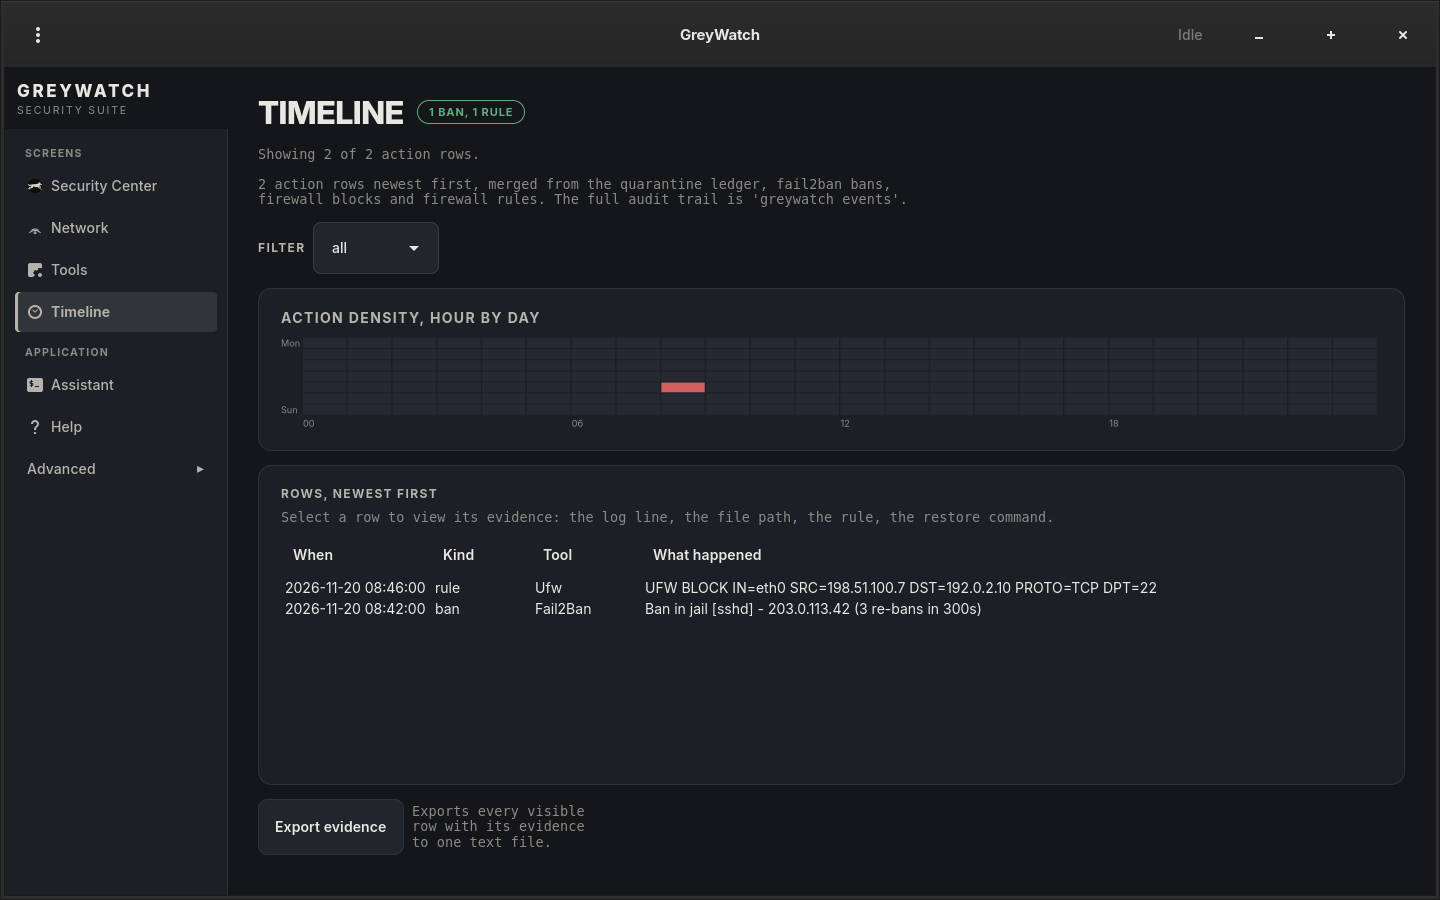 GreyWatch
Idle
GREYWATCH
SECURITY SUITE
SCREENS
Security Center
Network
Tools
Timeline
APPLICATION
Assistant
Help
Advanced
TIMELINE
1 BAN, 1 RULE
Showing 2 of 2 action rows.
2 action rows newest first, merged from the quarantine ledger, fail2ban bans,
firewall blocks and firewall rules. The full audit trail is 'greywatch events'.
FILTER
all
ACTION DENSITY, HOUR BY DAY
Mon
Sun
00 06 12 18
ROWS, NEWEST FIRST
Select a row to view its evidence: the log line, the file path, the rule, the restore command.
When Kind Tool What happened
2026-11-20 08:46:00 rule Ufw UFW BLOCK IN=eth0 SRC=198.51.100.7 DST=192.0.2.10 PROTO=TCP DPT=22
2026-11-20 08:42:00 ban Fail2Ban Ban in jail [sshd] - 203.0.113.42 (3 re-bans in 300s)
Export evidence
Exports every visible
row with its evidence
to one text file.